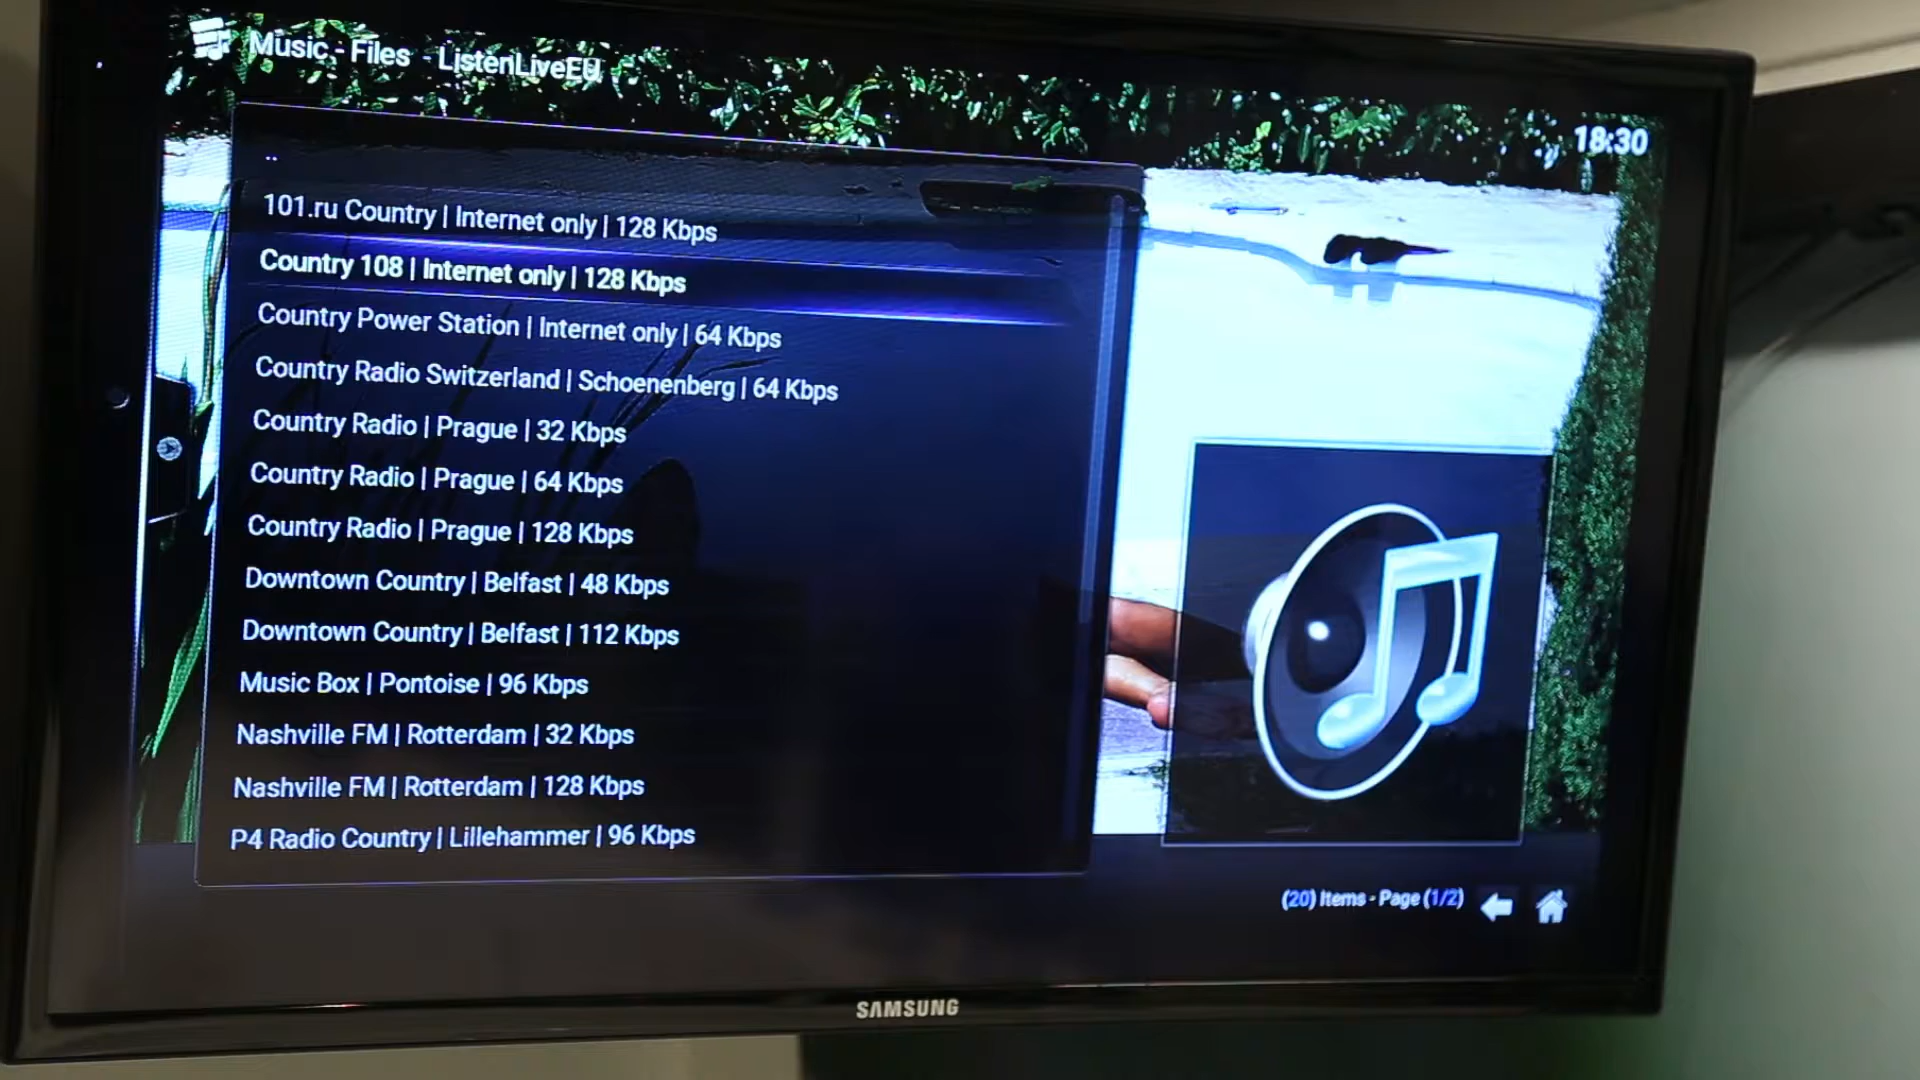 Music - Files - ListenLiveEU
18:30
..
101.ru Country | Internet only | 128 Kbps
Country 108 | Internet only | 128 Kbps
Country Power Station | Internet only | 64 Kbps
Country Radio Switzerland | Schoenenberg | 64 Kbps
Country Radio | Prague | 32 Kbps
Country Radio | Prague | 64 Kbps
Country Radio | Prague | 128 Kbps
Downtown Country | Belfast | 48 Kbps
Downtown Country | Belfast | 112 Kbps
Music Box | Pontoise | 96 Kbps
Nashville FM | Rotterdam | 32 Kbps
Nashville FM | Rotterdam | 128 Kbps
P4 Radio Country | Lillehammer | 96 Kbps
(20) Items - Page (1/2)
SAMSUNG